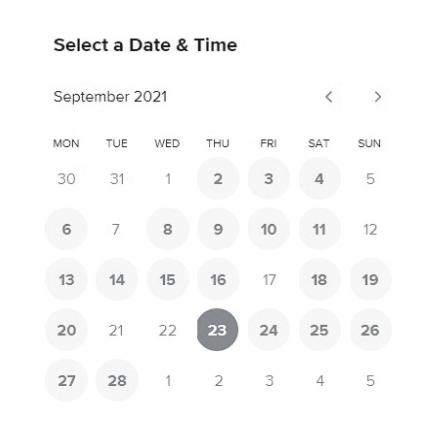 Select a Date & Time
September 2021
MON TUE WED THU FRI SAT SUN
30 31 1 2 3 4 5
6 7 8 9 10 11 12
13 14 15 16 17 18 19
20 21 22 23 24 25 26
27 28 1 2 3 4 5